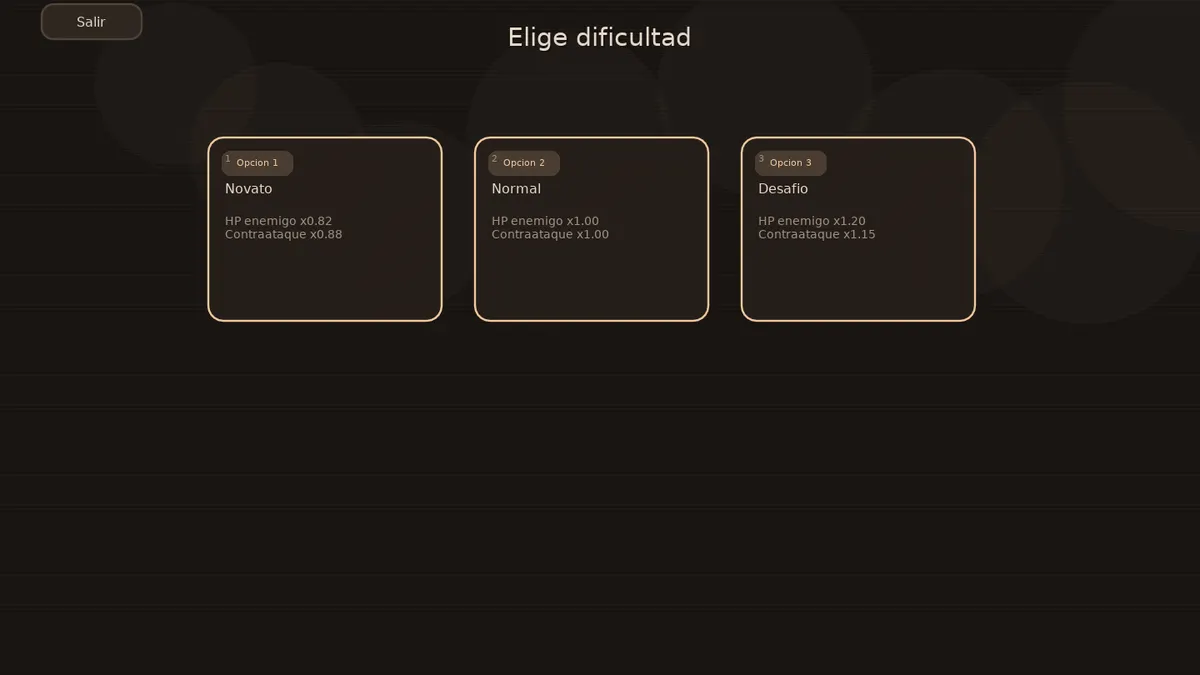 Salir
Elige dificultad
1 Opcion 1
Novato
HP enemigo x0.82
Contraataque x0.88
2 Opcion 2
Normal
HP enemigo x1.00
Contraataque x1.00
3 Opcion 3
Desafio
HP enemigo x1.20
Contraataque x1.15